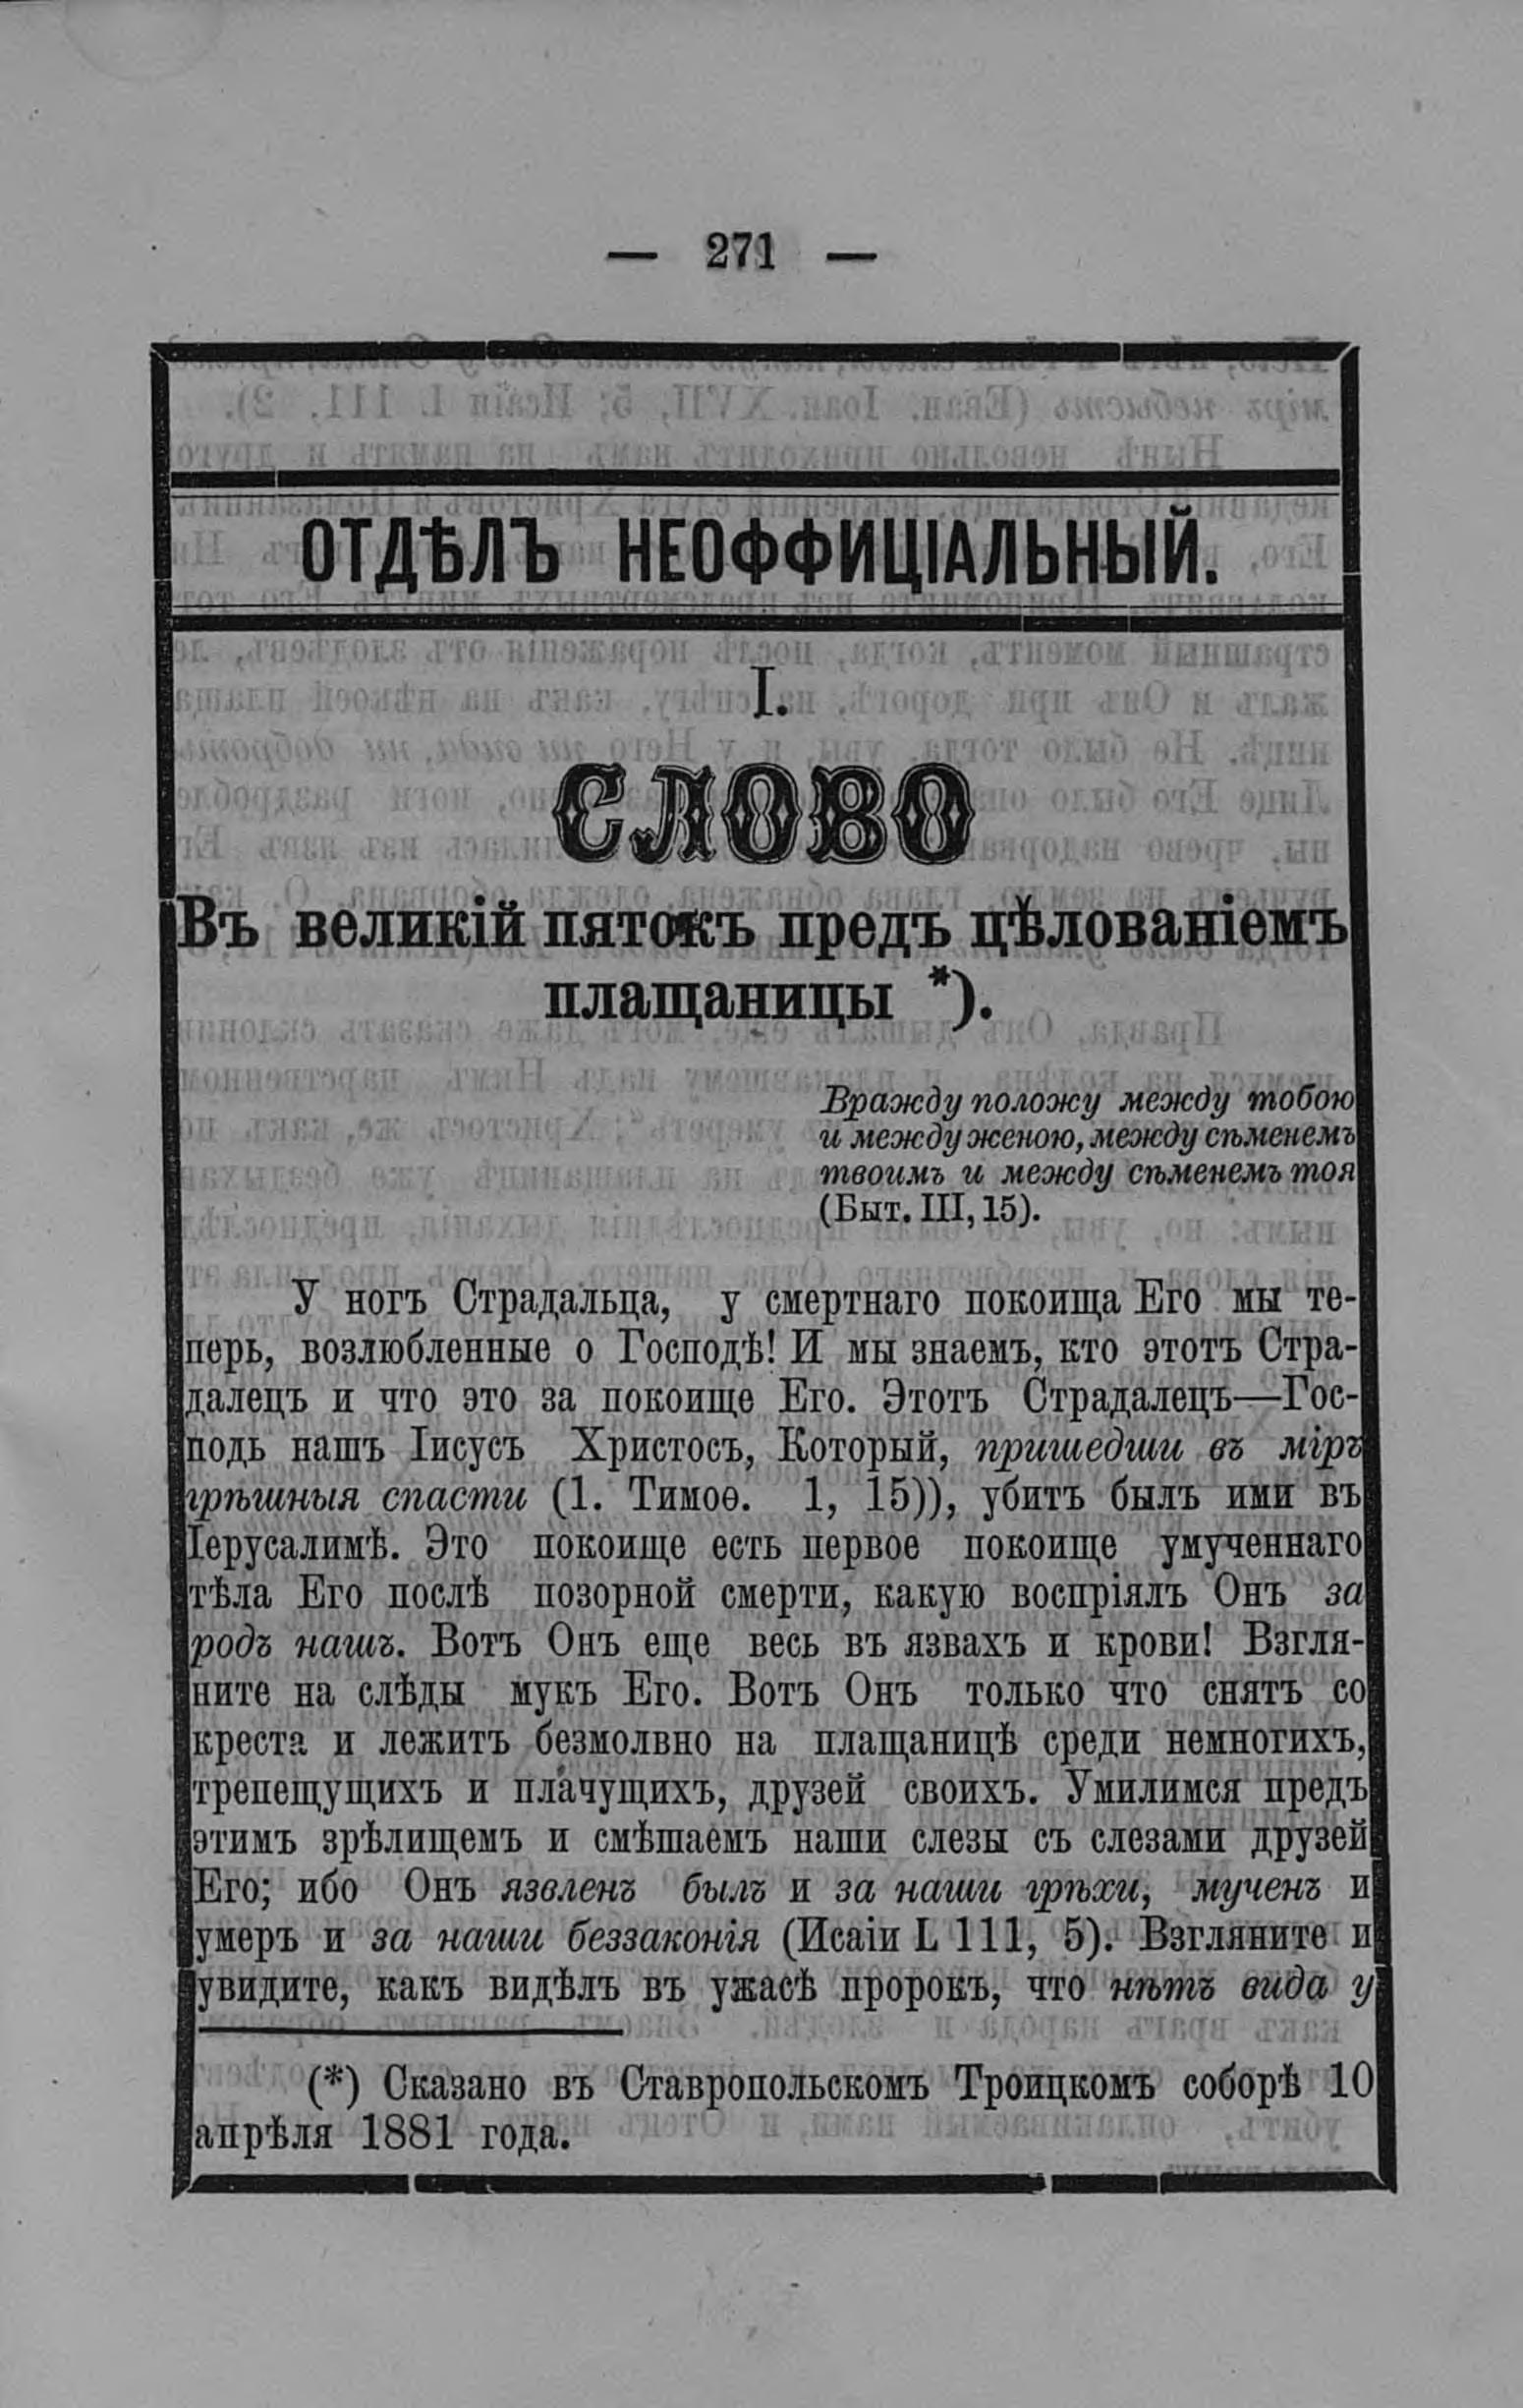 — 271 —
ОТДѢЛЪ НЕОФФИЦІАЛЬНЫЙ.
I.
СЛОВО
Въ великій пятокъ предъ цѣлованіемъ
плащаницы *).
Вражду положу между тобою
и между женою, между сѣменемъ
твоимъ и между сѣменемъ тоя
(Быт. III, 15).
У ногъ Страдальца, у смертнаго покоища Его мы те-
перь, возлюбленные о Господѣ! И мы знаемъ, кто этотъ Стра-
далецъ и что это за покоище Его. Этотъ Страдалецъ—Гос-
подь нашъ Іисусъ Христосъ, Который, пришедши въ міръ
грѣшныя спасти (1. Тимоѳ. 1, 15)), убитъ былъ ими въ
Іерусалимѣ. Это покоище есть первое покоище умученнаго
тѣла Его послѣ позорной смерти, какую воспріялъ Онъ за
родъ нашъ. Вотъ Онъ еще весь въ язвахъ и крови! Взгля-
ните на слѣды мукъ Его. Вотъ Онъ только что снятъ со
креста и лежитъ безмолвно на плащаницѣ среди немногихъ,
трепещущихъ и плачущихъ, друзей своихъ. Умилимся предъ
этимъ зрѣлищемъ и смѣшаемъ наши слезы съ слезами друзей
Его; ибо Онъ язвленъ былъ и за наши грѣхи, мученъ и
умеръ и за наши беззаконія (Исаіи L 111, 5). Взгляните и
увидите, какъ видѣлъ въ ужасѣ пророкъ, что нѣтъ вида у
(*) Сказано въ Ставропольскомъ Троицкомъ соборѣ 10
апрѣля 1881 года.